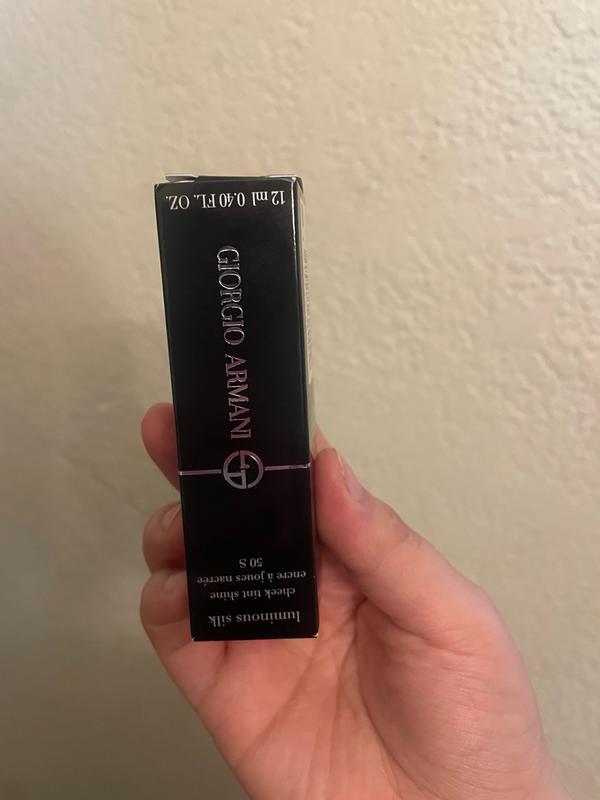 luminous silk
cheek tint shine,
encre à joues nacrée
50 S
GIORGIO ARMANI
12 ml 0.40 FL. OZ.